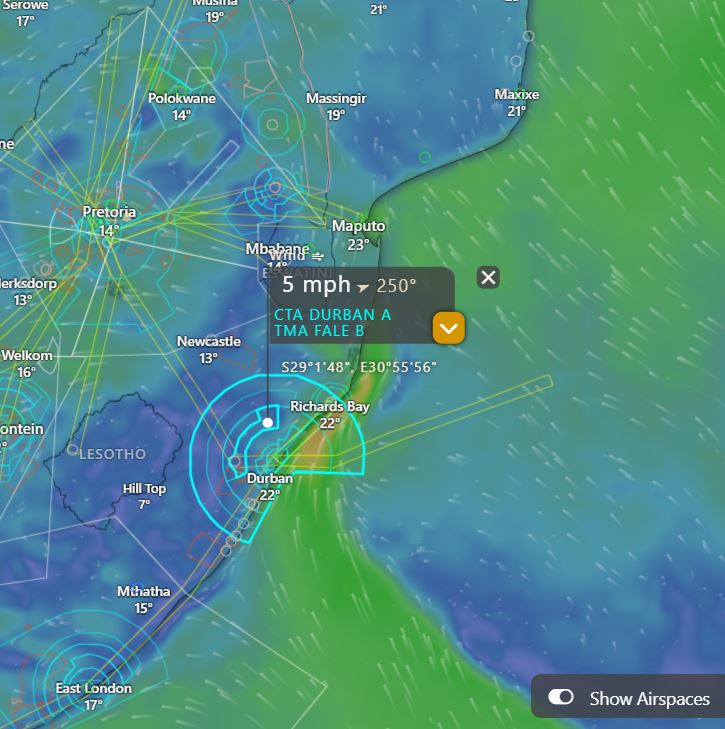 Serowe
17°
Musina
19°
21°
Polokwane
14°
Massingir
19°
Maxixe
21°
Pretoria
14°
Maputo
23°
Mbabane
14°
Wind
ESWATINI
5 mph 250°
CTA DURBAN A
TMA FALE B
S29°1'48", E30°55'56"
lerksdorp
13°
Newcastle
13°
Welkom
16°
Richards Bay
22°
ontein
LESOTHO
Durban
22°
Hill Top
7°
Mthatha
15°
East London
17°
Show Airspaces